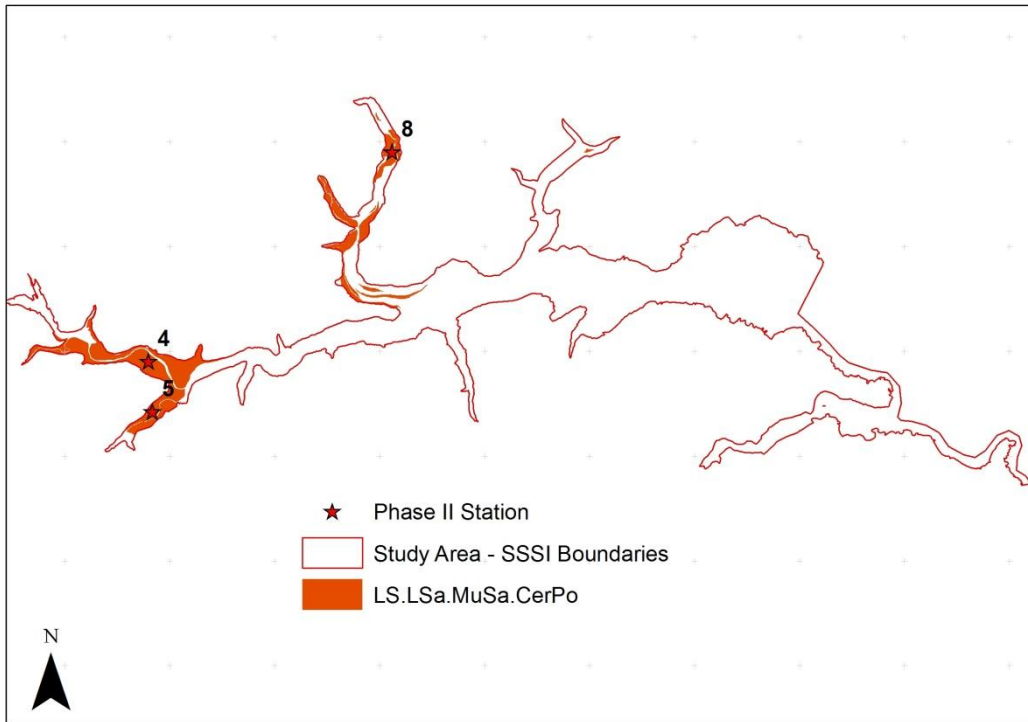 8
4
5
Phase II Station
Study Area - SSSI Boundaries
LS.LSa.MuSa.CerPo
N